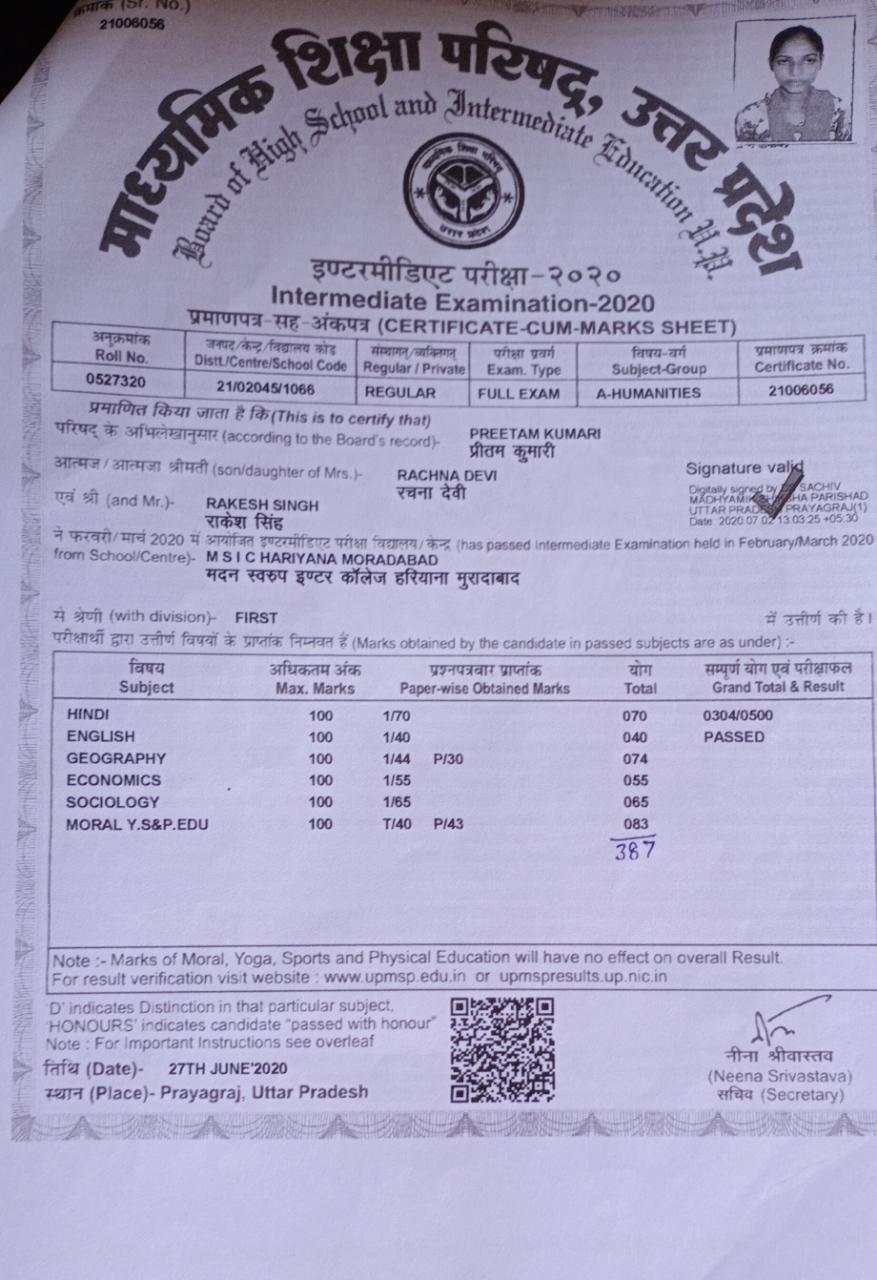 क्रमांक (Sr. No.)
21006056
माध्यमिक शिक्षा परिषद्, उत्तर प्रदेश
Board of High School and Intermediate Education U.P.
माध्यमिक शिक्षा परिषद्
उत्तर प्रदेश
इण्टरमीडिएट परीक्षा-२०२०
Intermediate Examination-2020
प्रमाणपत्र-सह-अंकपत्र (CERTIFICATE-CUM-MARKS SHEET)
अनुक्रमांक जनपद/केन्द्र/विद्यालय कोड संस्थागत/व्यक्तिगत परीक्षा प्रवर्ग विषय-वर्ग प्रमाणपत्र क्रमांक
Roll No. Distt./Centre/School Code Regular / Private Exam. Type Subject-Group Certificate No.
0527320 21/02045/1066 REGULAR FULL EXAM A-HUMANITIES 21006056
प्रमाणित किया जाता है कि (This is to certify that)
परिषद् के अभिलेखानुसार (according to the Board's record)- PREETAM KUMARI
प्रीतम कुमारी
आत्मज/आत्मजा श्रीमती (son/daughter of Mrs.)- RACHNA DEVI
रचना देवी
Signature valid
Digitally signed by SACHIV
MADHYAMIK SHIKSHA PARISHAD
UTTAR PRADESH PRAYAGRAJ(1)
Date: 2020.07.02 13:03:25 +05:30
एवं श्री (and Mr.)- RAKESH SINGH
राकेश सिंह
ने फरवरी/मार्च 2020 में आयोजित इण्टरमीडिएट परीक्षा विद्यालय/केन्द्र (has passed Intermediate Examination held in February/March 2020
from School/Centre)- M S I C HARIYANA MORADABAD
मदन स्वरुप इण्टर कॉलेज हरियाना मुरादाबाद
से श्रेणी (with division)- FIRST में उत्तीर्ण की है।
परीक्षार्थी द्वारा उत्तीर्ण विषयों के प्राप्तांक निम्नवत हैं (Marks obtained by the candidate in passed subjects are as under) :-
विषय अधिकतम अंक प्रश्नपत्रवार प्राप्तांक योग सम्पूर्ण योग एवं परीक्षाफल
Subject Max. Marks Paper-wise Obtained Marks Total Grand Total & Result
HINDI 100 1/70 070 0304/0500
ENGLISH 100 1/40 040 PASSED
GEOGRAPHY 100 1/44 P/30 074
ECONOMICS 100 1/55 055
SOCIOLOGY 100 1/65 065
MORAL Y.S&P.EDU 100 T/40 P/43 083
387
Note :- Marks of Moral, Yoga, Sports and Physical Education will have no effect on overall Result.
For result verification visit website : www.upmsp.edu.in or upmspresults.up.nic.in
'D' indicates Distinction in that particular subject.
'HONOURS' indicates candidate "passed with honour"
Note : For Important Instructions see overleaf
तिथि (Date)- 27TH JUNE'2020
स्थान (Place)- Prayagraj, Uttar Pradesh
नीना श्रीवास्तव
(Neena Srivastava)
सचिव (Secretary)